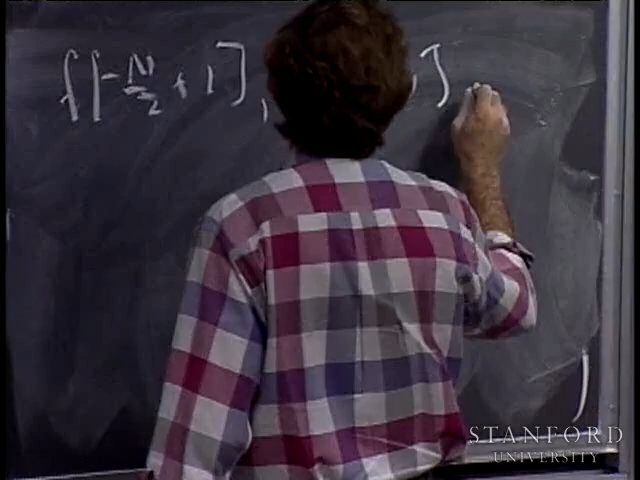 f[-N/2 + 1], , ]
STANFORD
UNIVERSITY